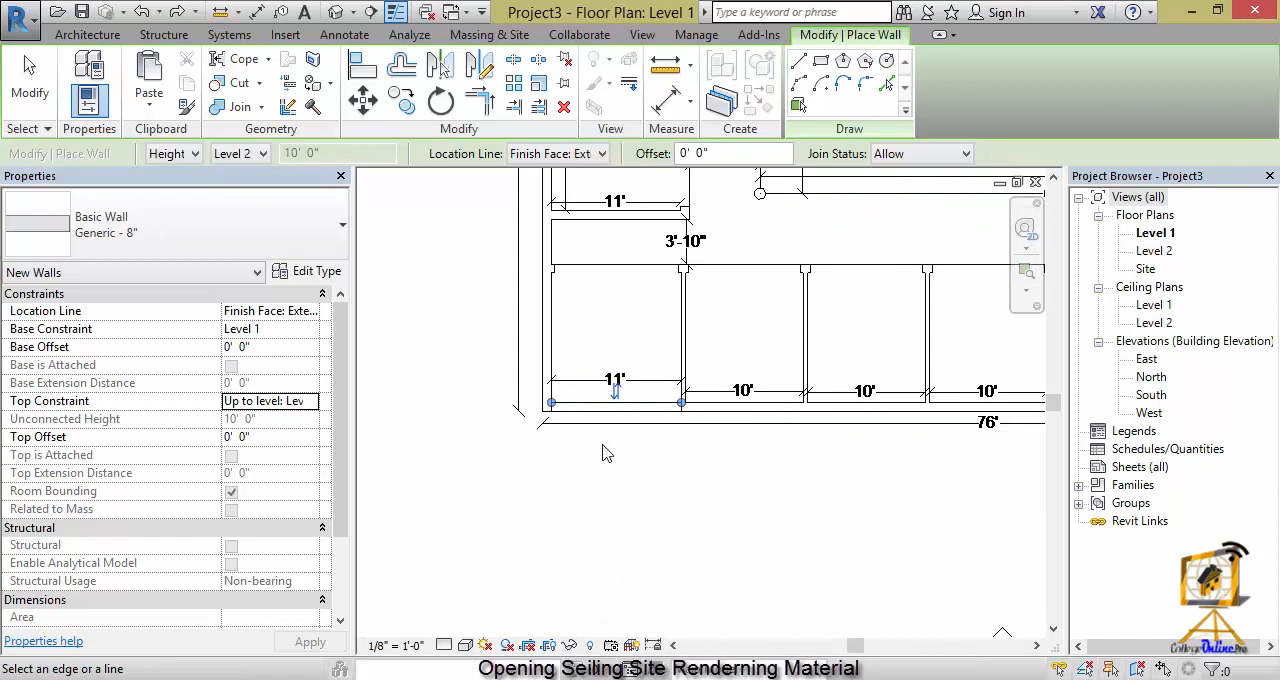 Project3 - Floor Plan: Level 1
Type a keyword or phrase
Sign In
Architecture Structure Systems Insert Annotate Analyze Massing & Site Collaborate View Manage Add-Ins Modify | Place Wall
Modify
Paste
Cope
Cut
Join
Select Properties Clipboard Geometry Modify View Measure Create Draw
Modify | Place Wall Height Level 2 10' 0" Location Line: Finish Face: Ext Offset: 0' 0" Join Status: Allow
Properties
Basic Wall
Generic - 8"
New Walls
Edit Type
Constraints
Location Line Finish Face: Exte...
Base Constraint Level 1
Base Offset 0' 0"
Base is Attached
Base Extension Distance 0' 0"
Top Constraint Up to level: Lev
Unconnected Height 10' 0"
Top Offset 0' 0"
Top is Attached
Top Extension Distance 0' 0"
Room Bounding
Related to Mass
Structural
Structural
Enable Analytical Model
Structural Usage Non-bearing
Dimensions
Area
Properties help
Apply
11'
3'-10"
11'
10'
10'
10'
76'
2D
Project Browser - Project3
Views (all)
Floor Plans
Level 1
Level 2
Site
Ceiling Plans
Level 1
Level 2
Elevations (Building Elevation)
East
North
South
West
Legends
Schedules/Quantities
Sheets (all)
Families
Groups
Revit Links
CollegeOnline.Pro
1/8" = 1'-0"
Select an edge or a line
:0
Opening Seiling Site Rendernning Material